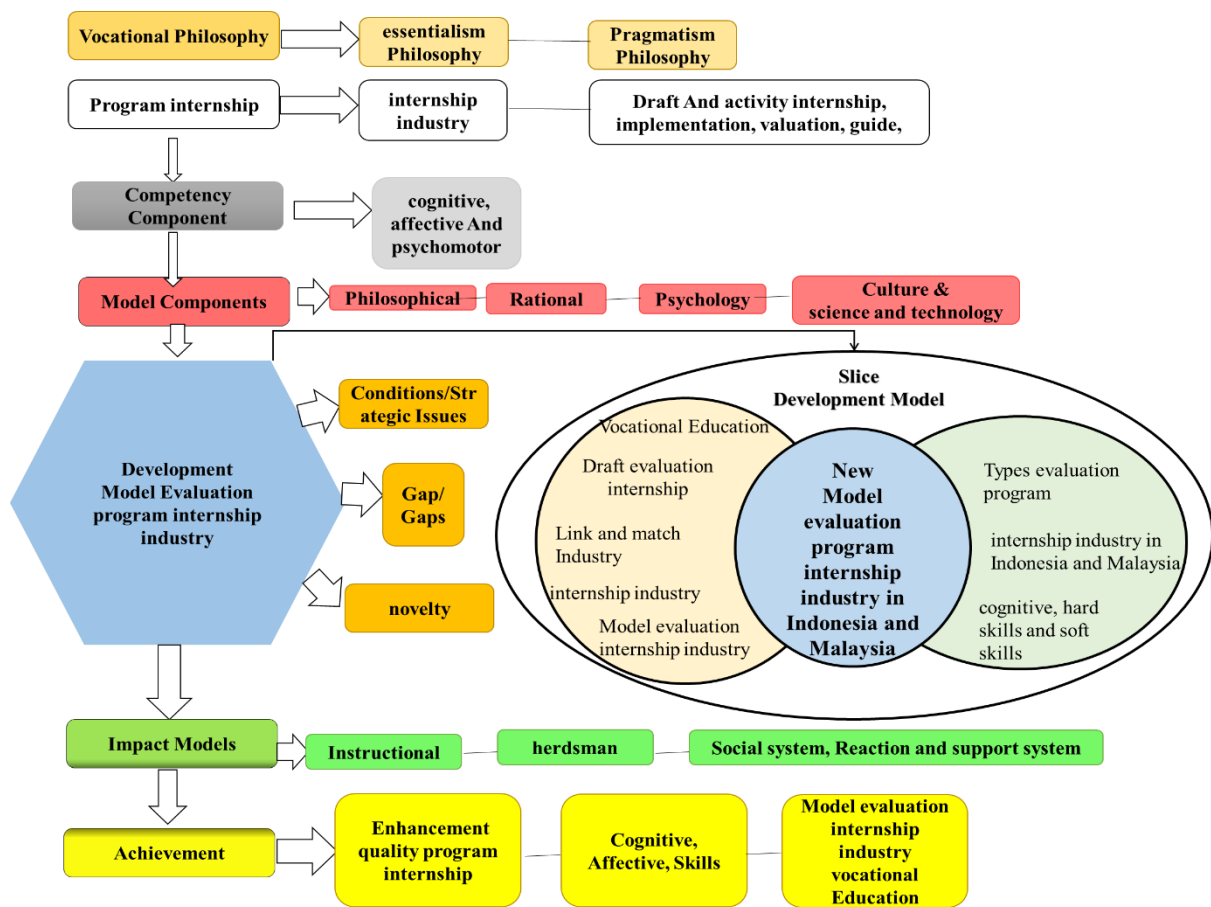 Vocational Philosophy
essentialism
Philosophy
Pragmatism
Philosophy
Program internship
internship
industry
Draft And activity internship,
implementation, valuation, guide,
Competency
Component
cognitive,
affective And
psychomotor
Model Components
Philosophical
Rational
Psychology
Culture &
science and technology
Development
Model Evaluation
program internship
industry
Conditions/Str
ategic Issues
Gap/
Gaps
novelty
Slice
Development Model
Vocational Education
Draft evaluation
internship
Link and match
Industry
internship industry
Model evaluation
internship industry
New
Model
evaluation
program
internship
industry in
Indonesia and
Malaysia
Types evaluation
program
internship industry in
Indonesia and Malaysia
cognitive, hard
skills and soft
skills
Impact Models
Instructional
herdsman
Social system, Reaction and support system
Achievement
Enhancement
quality program
internship
Cognitive,
Affective, Skills
Model evaluation
internship
industry
vocational
Education